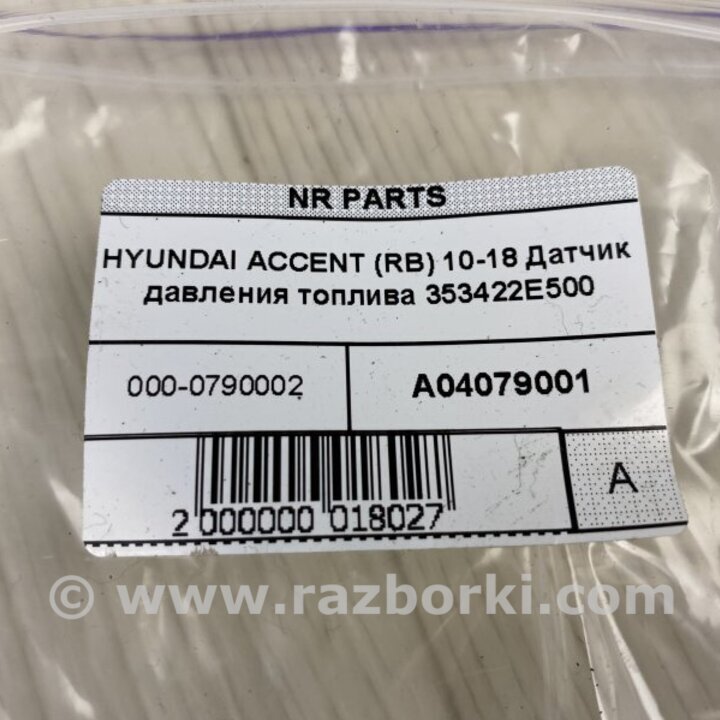 NR PARTS
HYUNDAI ACCENT (RB) 10-18 Датчик
давления топлива 353422E500
000-0790002
A04079001
A
2 000000 018027
© www.razborki.com